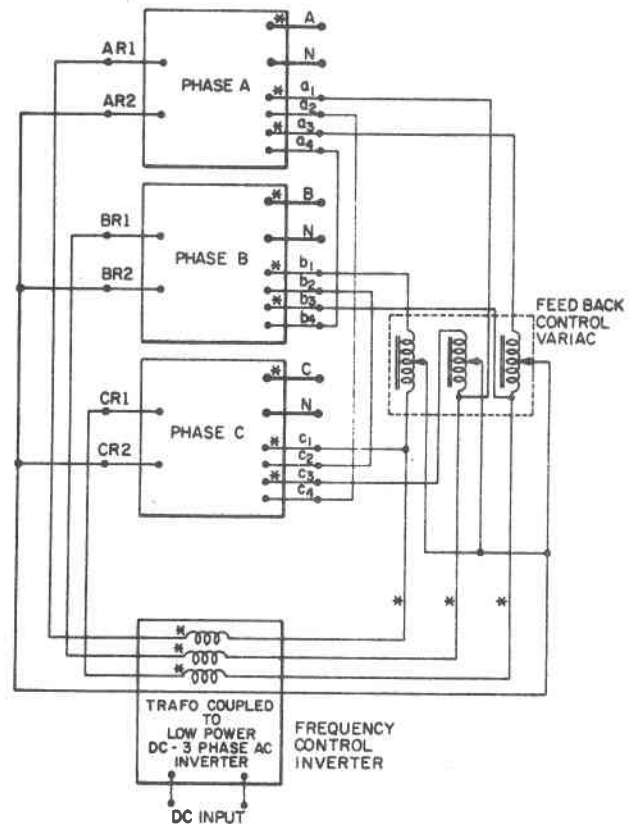 * A
AR1
N
PHASE A
* a1
AR2
a2
* a3
a4
* B
BR1
N
PHASE B
* b1
BR2
b2
* b3
b4
FEED BACK
CONTROL
VARIAC
* C
CR1
N
PHASE C
* c1
CR2
c2
* c3
c4
* * *
*
*
*
TRAFO COUPLED
TO
LOW POWER
DC - 3 PHASE AC
INVERTER
FREQUENCY
CONTROL
INVERTER
DC INPUT